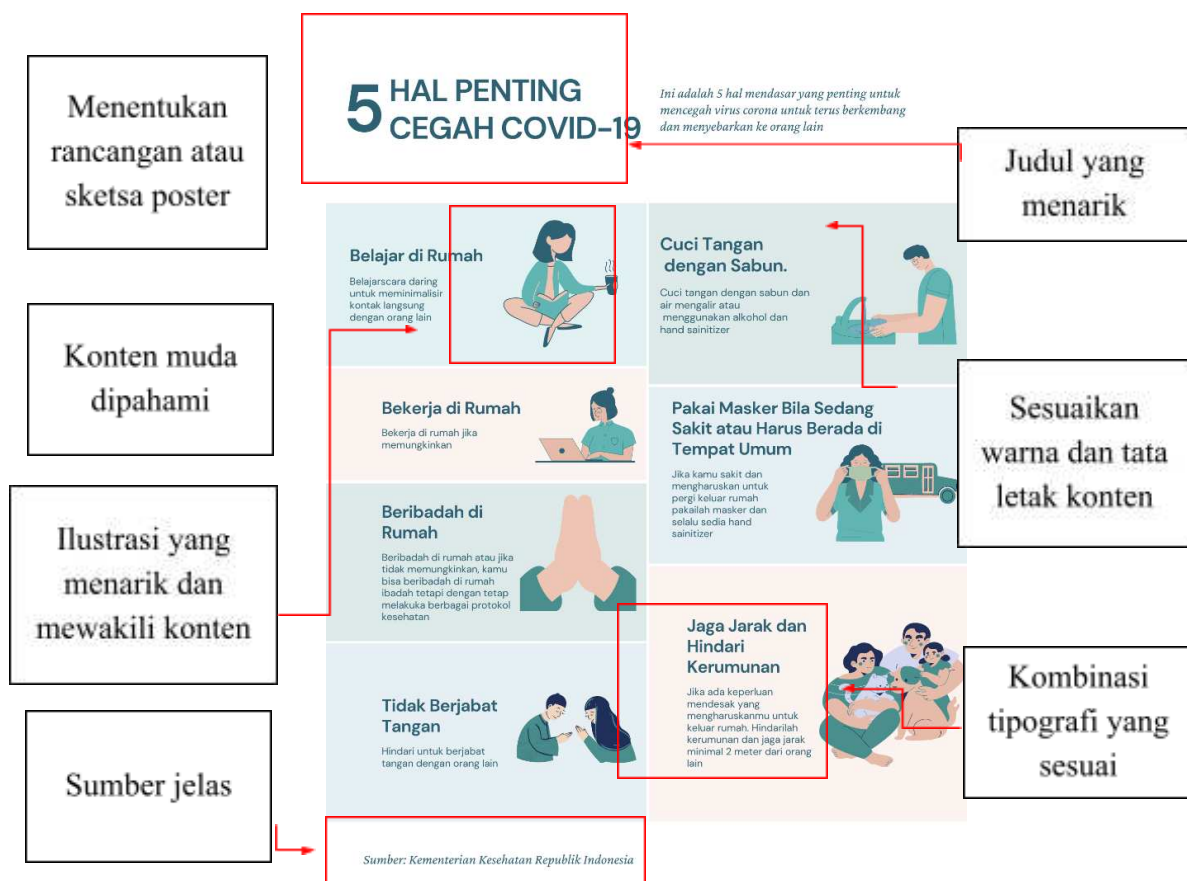 Menentukan
rancangan atau
sketsa poster
Konten muda
dipahami
Ilustrasi yang
menarik dan
mewakili konten
Sumber jelas
5 HAL PENTING
CEGAH COVID-19
Ini adalah 5 hal mendasar yang penting untuk
mencegah virus corona untuk terus berkembang
dan menyebarkan ke orang lain
Belajar di Rumah
Belajarscara daring
untuk meminimalisir
kontak langsung
dengan orang lain
Bekerja di Rumah
Bekerja di rumah jika
memungkinkan
Beribadah di
Rumah
Beribadah di rumah atau jika
tidak memungkinkan, kamu
bisa beribadah di rumah
ibadah tetapi dengan tetap
melakuka berbagai protokol
kesehatan
Tidak Berjabat
Tangan
Hindari untuk berjabat
tangan dengan orang lain
Cuci Tangan
dengan Sabun.
Cuci tangan dengan sabun dan
air mengalir atau
menggunakan alkohol dan
hand sainitizer
Pakai Masker Bila Sedang
Sakit atau Harus Berada di
Tempat Umum
Jika kamu sakit dan
mengharuskan untuk
pergi keluar rumah
pakailah masker dan
selalu sedia hand
sainitizer
Jaga Jarak dan
Hindari
Kerumunan
Jika ada keperluan
mendesak yang
mengharuskanmu untuk
keluar rumah. Hindarilah
kerumunan dan jaga jarak
minimal 2 meter dari orang
lain
Sumber: Kementerian Kesehatan Republik Indonesia
Judul yang
menarik
Sesuaikan
warna dan tata
letak konten
Kombinasi
tipografi yang
sesuai